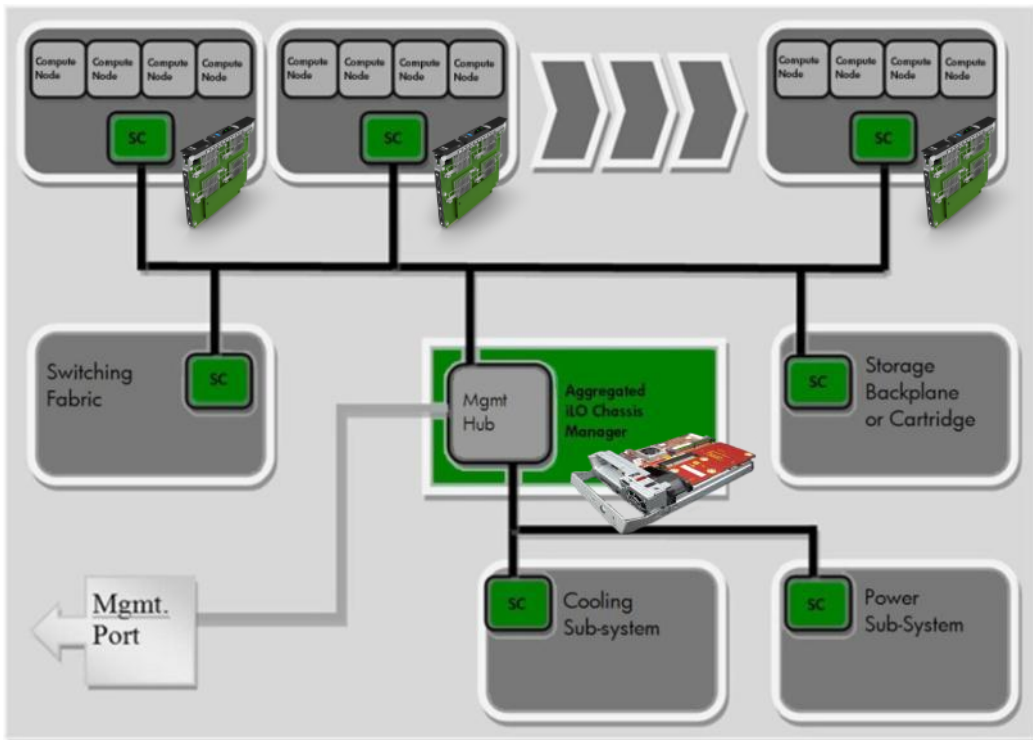 Compute Compute Compute Compute
Node Node Node Node
SC
Compute Compute Compute Compute
Node Node Node Node
SC
Compute Compute Compute Compute
Node Node Node Node
SC
Switching
Fabric
SC
Mgmt
Hub
Aggregated
iLO Chassis
Manager
SC
Storage
Backplane
or Cartridge
Mgmt.
Port
SC
Cooling
Sub-system
SC
Power
Sub-System